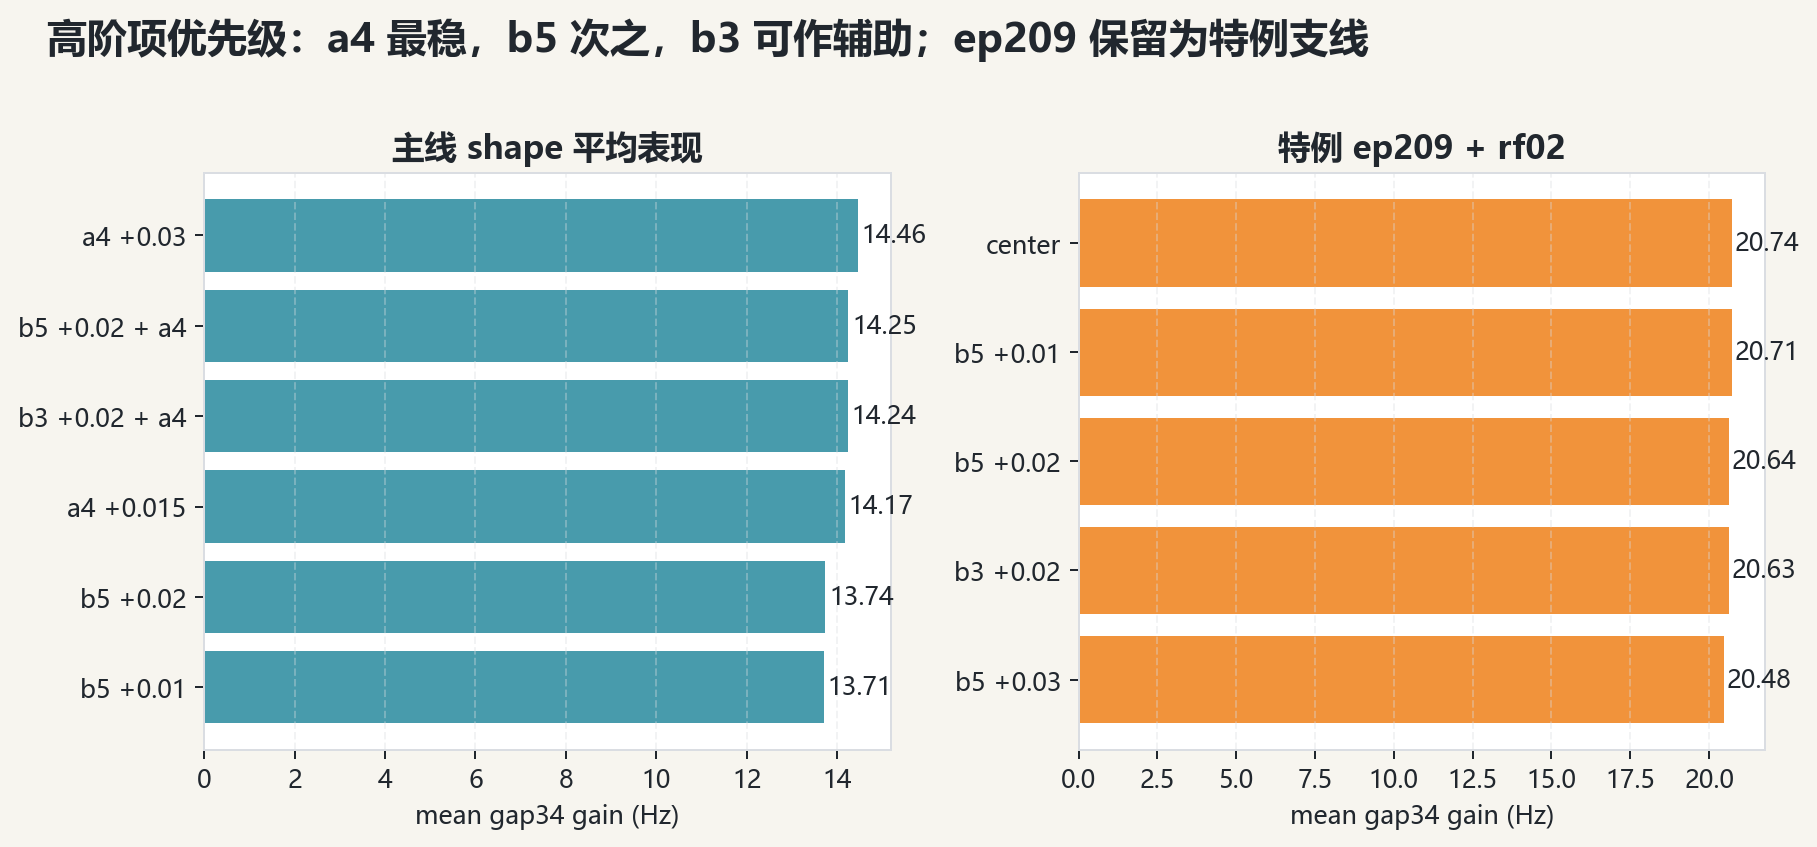 高阶项优先级：a4 最稳，b5 次之，b3 可作辅助；ep209 保留为特例支线
主线 shape 平均表现
a4 +0.03
14.46
b5 +0.02 + a4
14.25
b3 +0.02 + a4
14.24
a4 +0.015
14.17
b5 +0.02
13.74
b5 +0.01
13.71
0 2 4 6 8 10 12 14
mean gap34 gain (Hz)
特例 ep209 + rf02
center
20.74
b5 +0.01
20.71
b5 +0.02
20.64
b3 +0.02
20.63
b5 +0.03
20.48
0.0 2.5 5.0 7.5 10.0 12.5 15.0 17.5 20.0
mean gap34 gain (Hz)